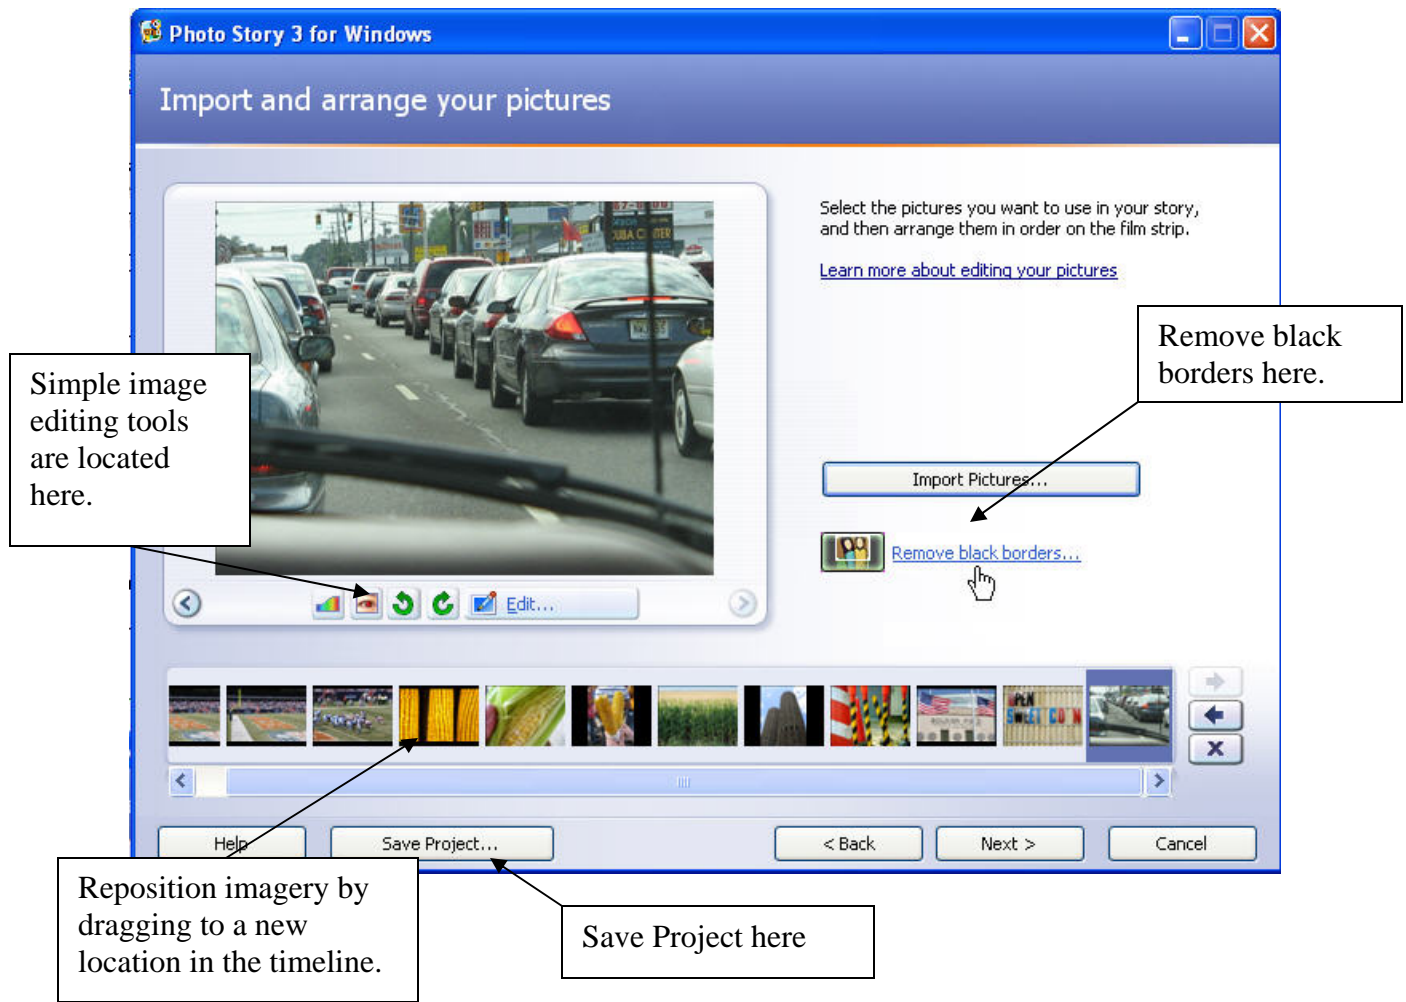 Photo Story 3 for Windows
Import and arrange your pictures
Select the pictures you want to use in your story,
and then arrange them in order on the film strip.
Learn more about editing your pictures
Remove black
borders here.
Simple image
editing tools
are located
here.
Import Pictures...
Remove black borders...
Edit...
OPEN
SWEET CO N
Help
Save Project...
< Back
Next >
Cancel
Reposition imagery by
dragging to a new
location in the timeline.
Save Project here